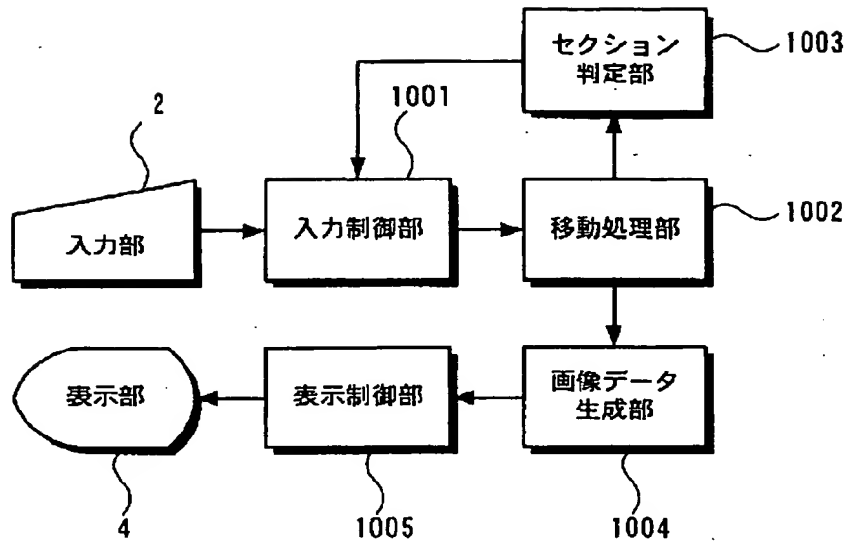 セクション
判定部
1003
2
1001
入力部
入力制御部
移動処理部
1002
表示部
表示制御部
画像データ
生成部
4
1005
1004